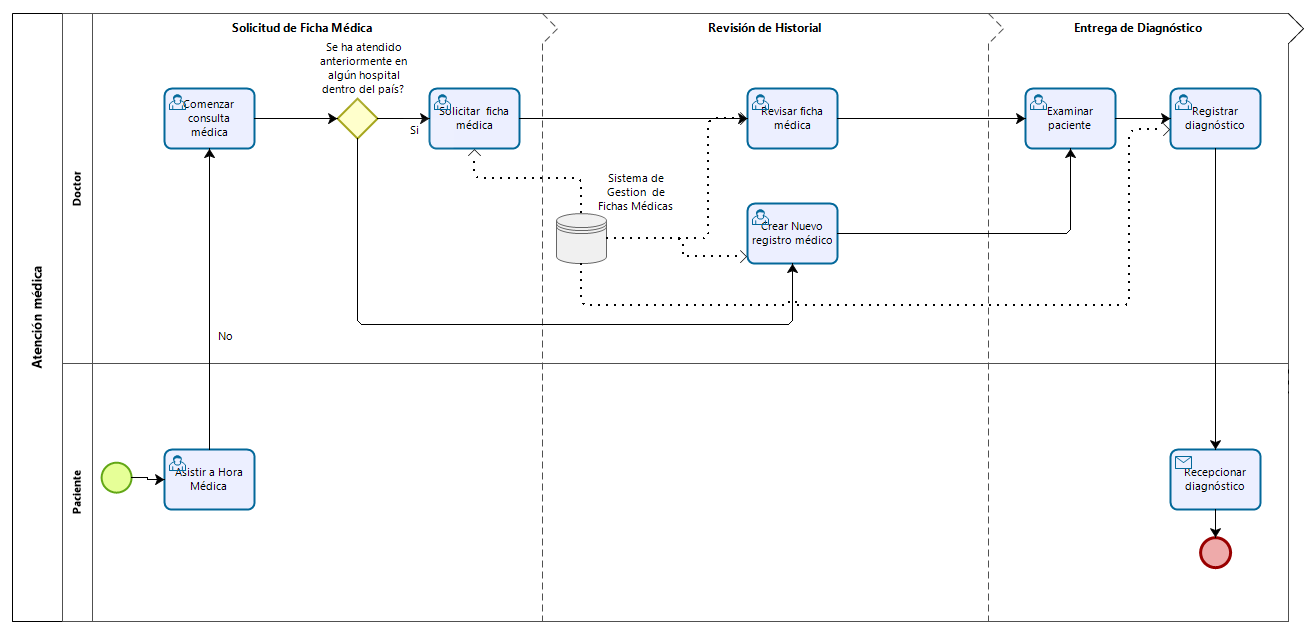 Atención médica
Doctor
Paciente
Solicitud de Ficha Médica
Revisión de Historial
Entrega de Diagnóstico
Se ha atendido
anteriormente en
algún hospital
dentro del país?
Comenzar
consulta
médica
Si
Solicitar ficha
médica
Revisar ficha
médica
Examinar
paciente
Registrar
diagnóstico
Sistema de
Gestion de
Fichas Médicas
Crear Nuevo
registro médico
No
Asistir a Hora
Médica
Recepcionar
diagnóstico